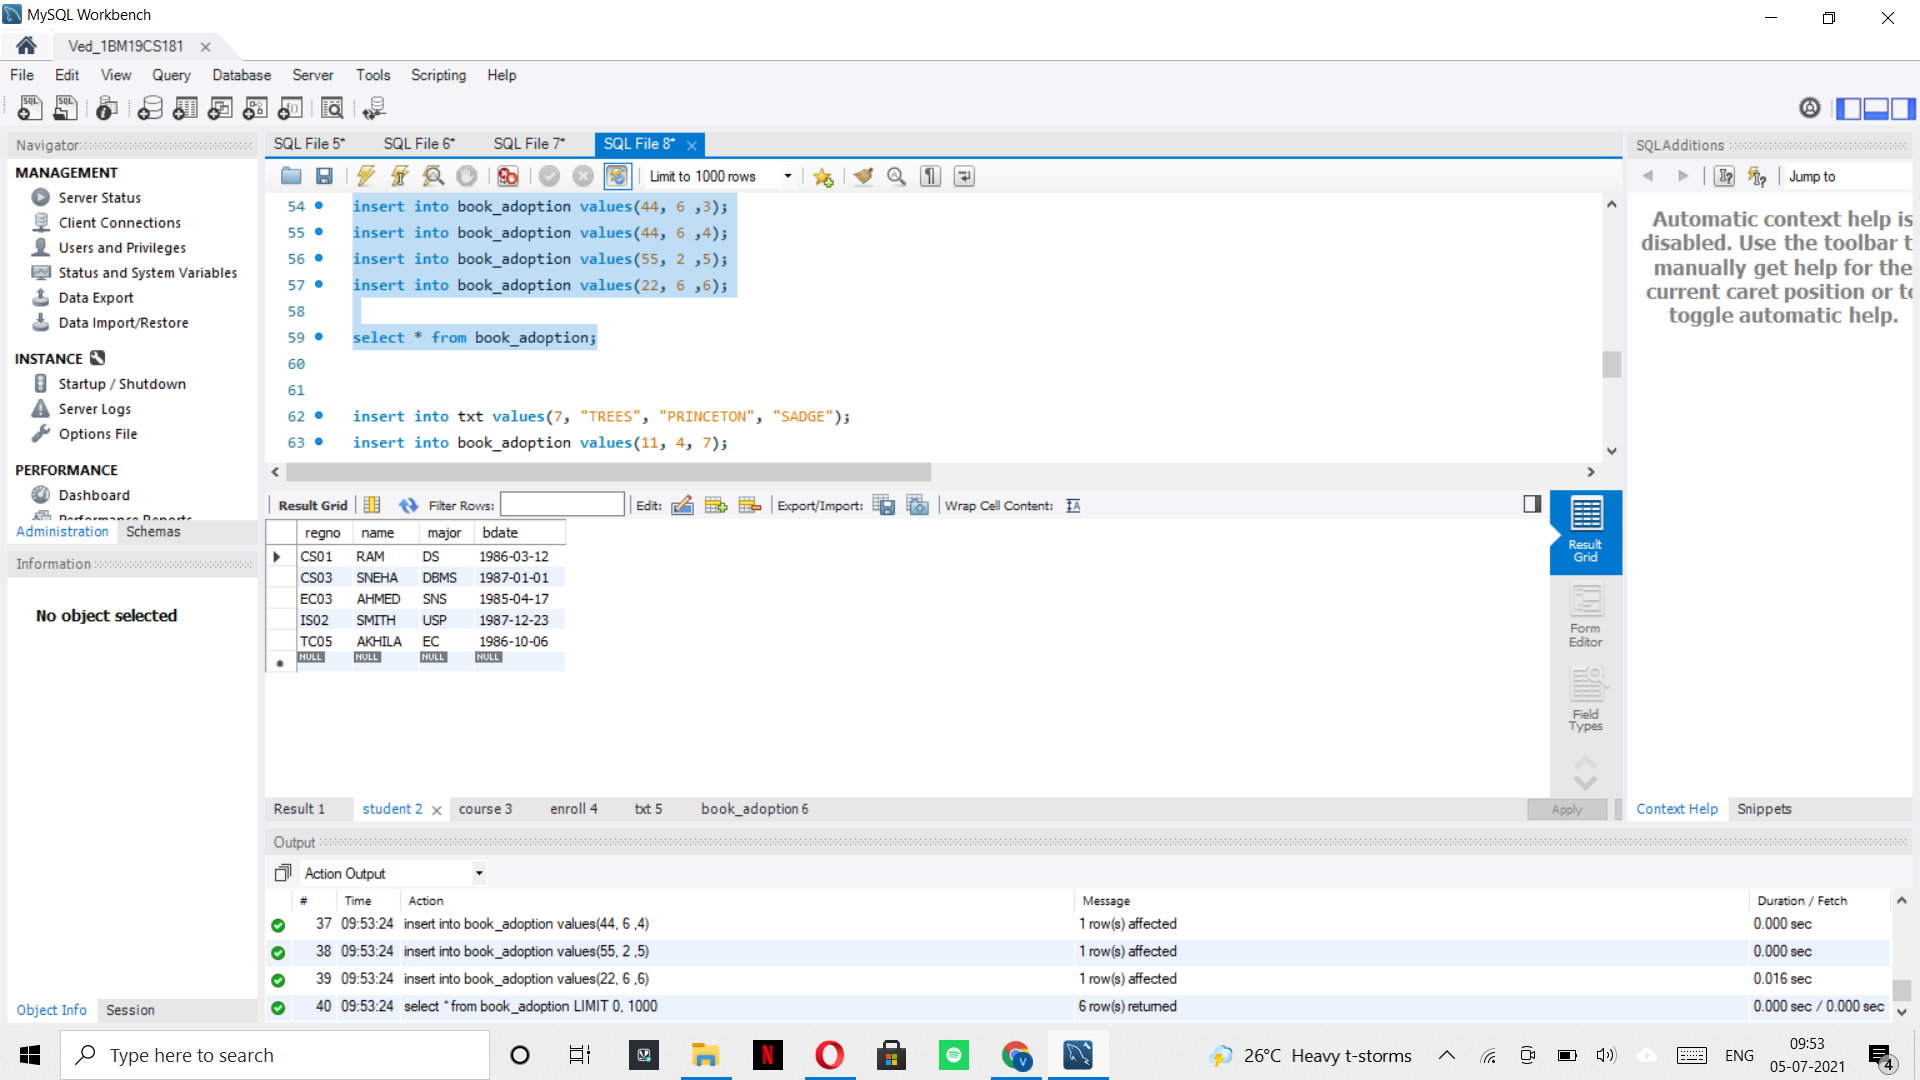 MySQL Workbench
Ved_1BM19CS181
File Edit View Query Database Server Tools Scripting Help
Navigator
MANAGEMENT
Server Status
Client Connections
Users and Privileges
Status and System Variables
Data Export
Data Import/Restore
INSTANCE
Startup / Shutdown
Server Logs
Options File
PERFORMANCE
Dashboard
Performance Reports
Administration Schemas
Information
No object selected
Object Info Session
SQL File 5* SQL File 6* SQL File 7* SQL File 8*
Limit to 1000 rows
54 insert into book_adoption values(44, 6 ,3);
55 insert into book_adoption values(44, 6 ,4);
56 insert into book_adoption values(55, 2 ,5);
57 insert into book_adoption values(22, 6 ,6);
58
59 select * from book_adoption;
60
61
62 insert into txt values(7, "TREES", "PRINCETON", "SADGE");
63 insert into book_adoption values(11, 4, 7);
Result Grid Filter Rows: Edit: Export/Import: Wrap Cell Content:
regno name major bdate
CS01 RAM DS 1986-03-12
CS03 SNEHA DBMS 1987-01-01
EC03 AHMED SNS 1985-04-17
IS02 SMITH USP 1987-12-23
TC05 AKHILA EC 1986-10-06
NULL NULL NULL NULL
Result
Grid
Form
Editor
Field
Types
Result 1 student 2 course 3 enroll 4 txt 5 book_adoption 6
Apply
SQLAdditions
Jump to
Automatic context help is
disabled. Use the toolbar t
manually get help for the
current caret position or to
toggle automatic help.
Context Help Snippets
Output
Action Output
# Time Action Message Duration / Fetch
37 09:53:24 insert into book_adoption values(44, 6 ,4) 1 row(s) affected 0.000 sec
38 09:53:24 insert into book_adoption values(55, 2 ,5) 1 row(s) affected 0.000 sec
39 09:53:24 insert into book_adoption values(22, 6 ,6) 1 row(s) affected 0.016 sec
40 09:53:24 select * from book_adoption LIMIT 0, 1000 6 row(s) returned 0.000 sec / 0.000 sec
Type here to search
26°C Heavy t-storms
ENG
09:53
05-07-2021
4